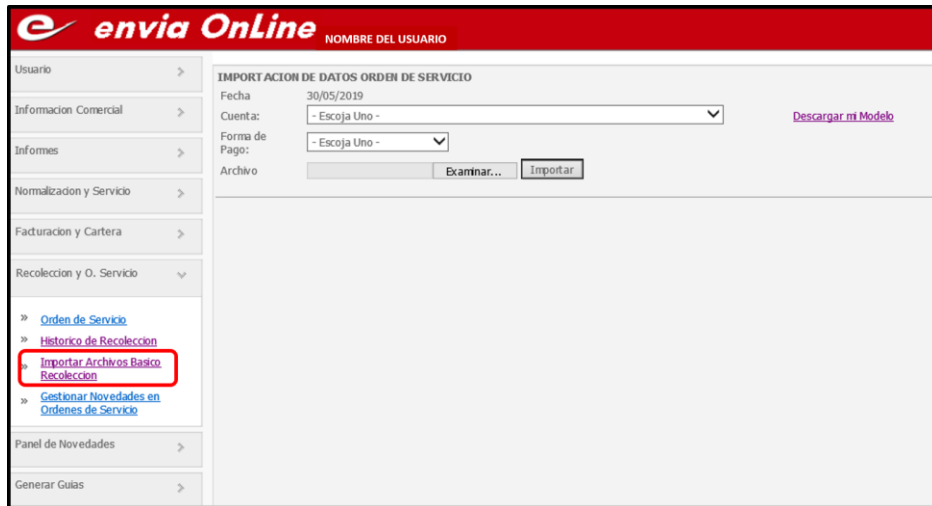 envia OnLine NOMBRE DEL USUARIO
Usuario
Informacion Comercial
Informes
Normalizacion y Servicio
Facturacion y Cartera
Recoleccion y O. Servicio
Orden de Servicio
Historico de Recoleccion
Importar Archivos Basico
Recoleccion
Gestionar Novedades en
Ordenes de Servicio
Panel de Novedades
Generar Guias
IMPORTACION DE DATOS ORDEN DE SERVICIO
Fecha 30/05/2019
Cuenta: - Escoja Uno - Descargar mi Modelo
Forma de
Pago: - Escoja Uno -
Archivo Examinar... Importar